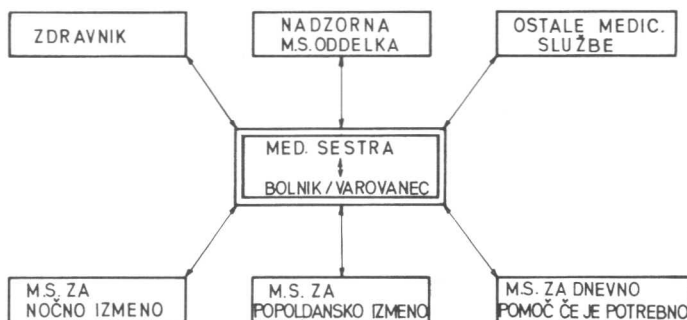 ZDRAVNIK
NADZORNA
M.S. ODDELKA
OSTALE MEDIC.
SLUŽBE
MED. SESTRA
BOLNIK / VAROVANEC
M.S. ZA
NOČNO IZMENO
M.S. ZA
POPOLDANSKO IZMENO
M.S. ZA DNEVNO
POMOČ ČE JE POTREBNO